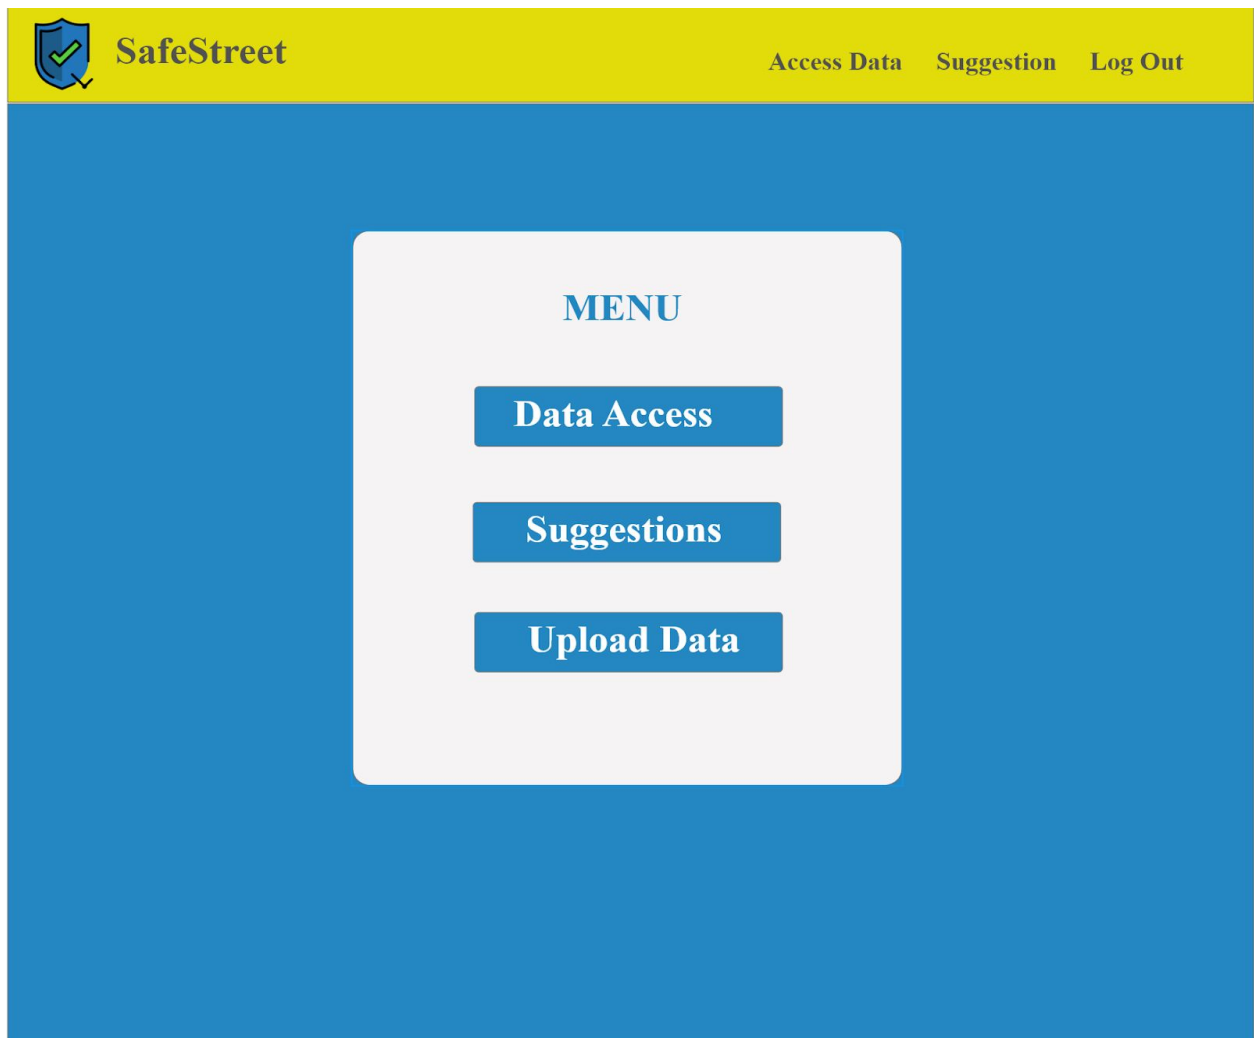 SafeStreet
Access Data Suggestion Log Out
MENU
Data Access
Suggestions
Upload Data